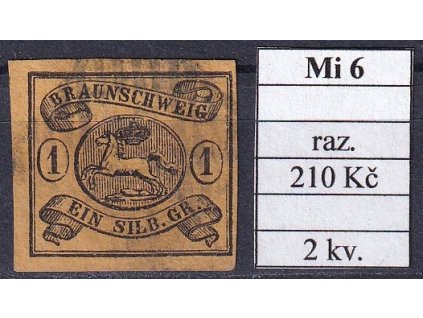 BRAUNSCHWEIG
1 1
EIN SILB. GR.
Mi 6
raz.
210 Kč
2 kv.